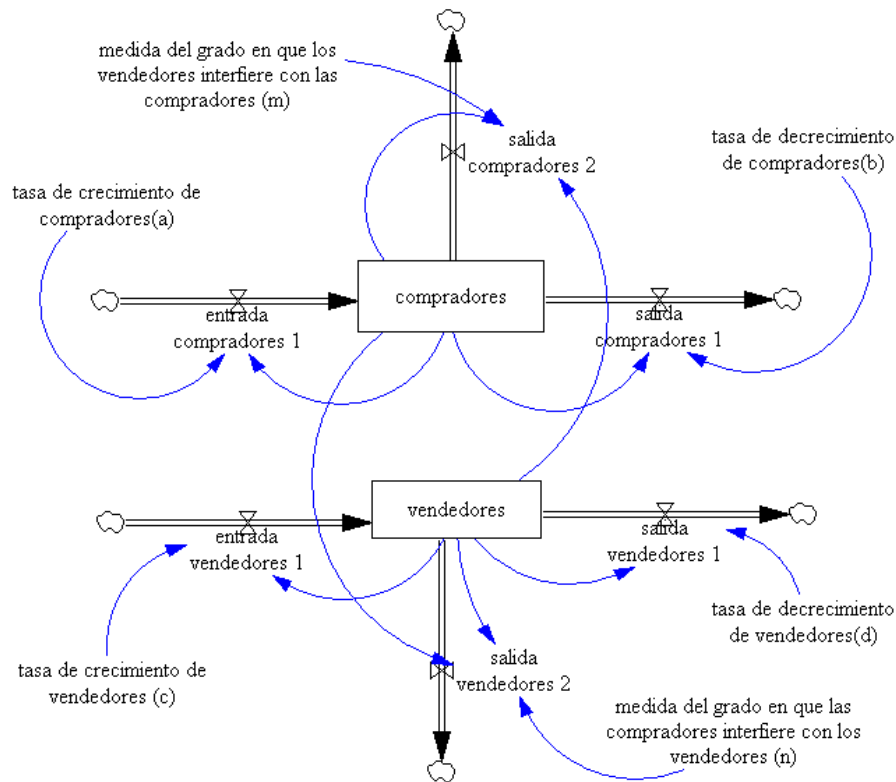 medida del grado en que los
vendedores interfiere con las
compradores (m)
salida
compradores 2
tasa de decrecimiento
de compradores(b)
tasa de crecimiento de
compradores(a)
compradores
entrada
compradores 1
salida
compradores 1
vendedores
entrada
vendedores 1
salida
vendedores 1
tasa de decrecimiento
de vendedores(d)
tasa de crecimiento de
vendedores (c)
salida
vendedores 2
medida del grado en que las
compradores interfiere con los
vendedores (n)